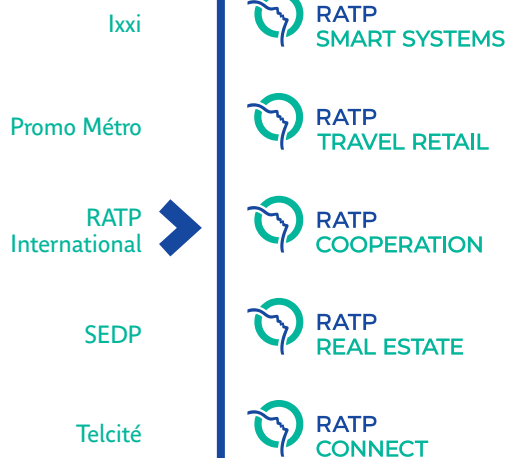 Ixxi
RATP
SMART SYSTEMS
Promo Métro
RATP
TRAVEL RETAIL
RATP
International
RATP
COOPERATION
SEDP
RATP
REAL ESTATE
Telcité
RATP
CONNECT